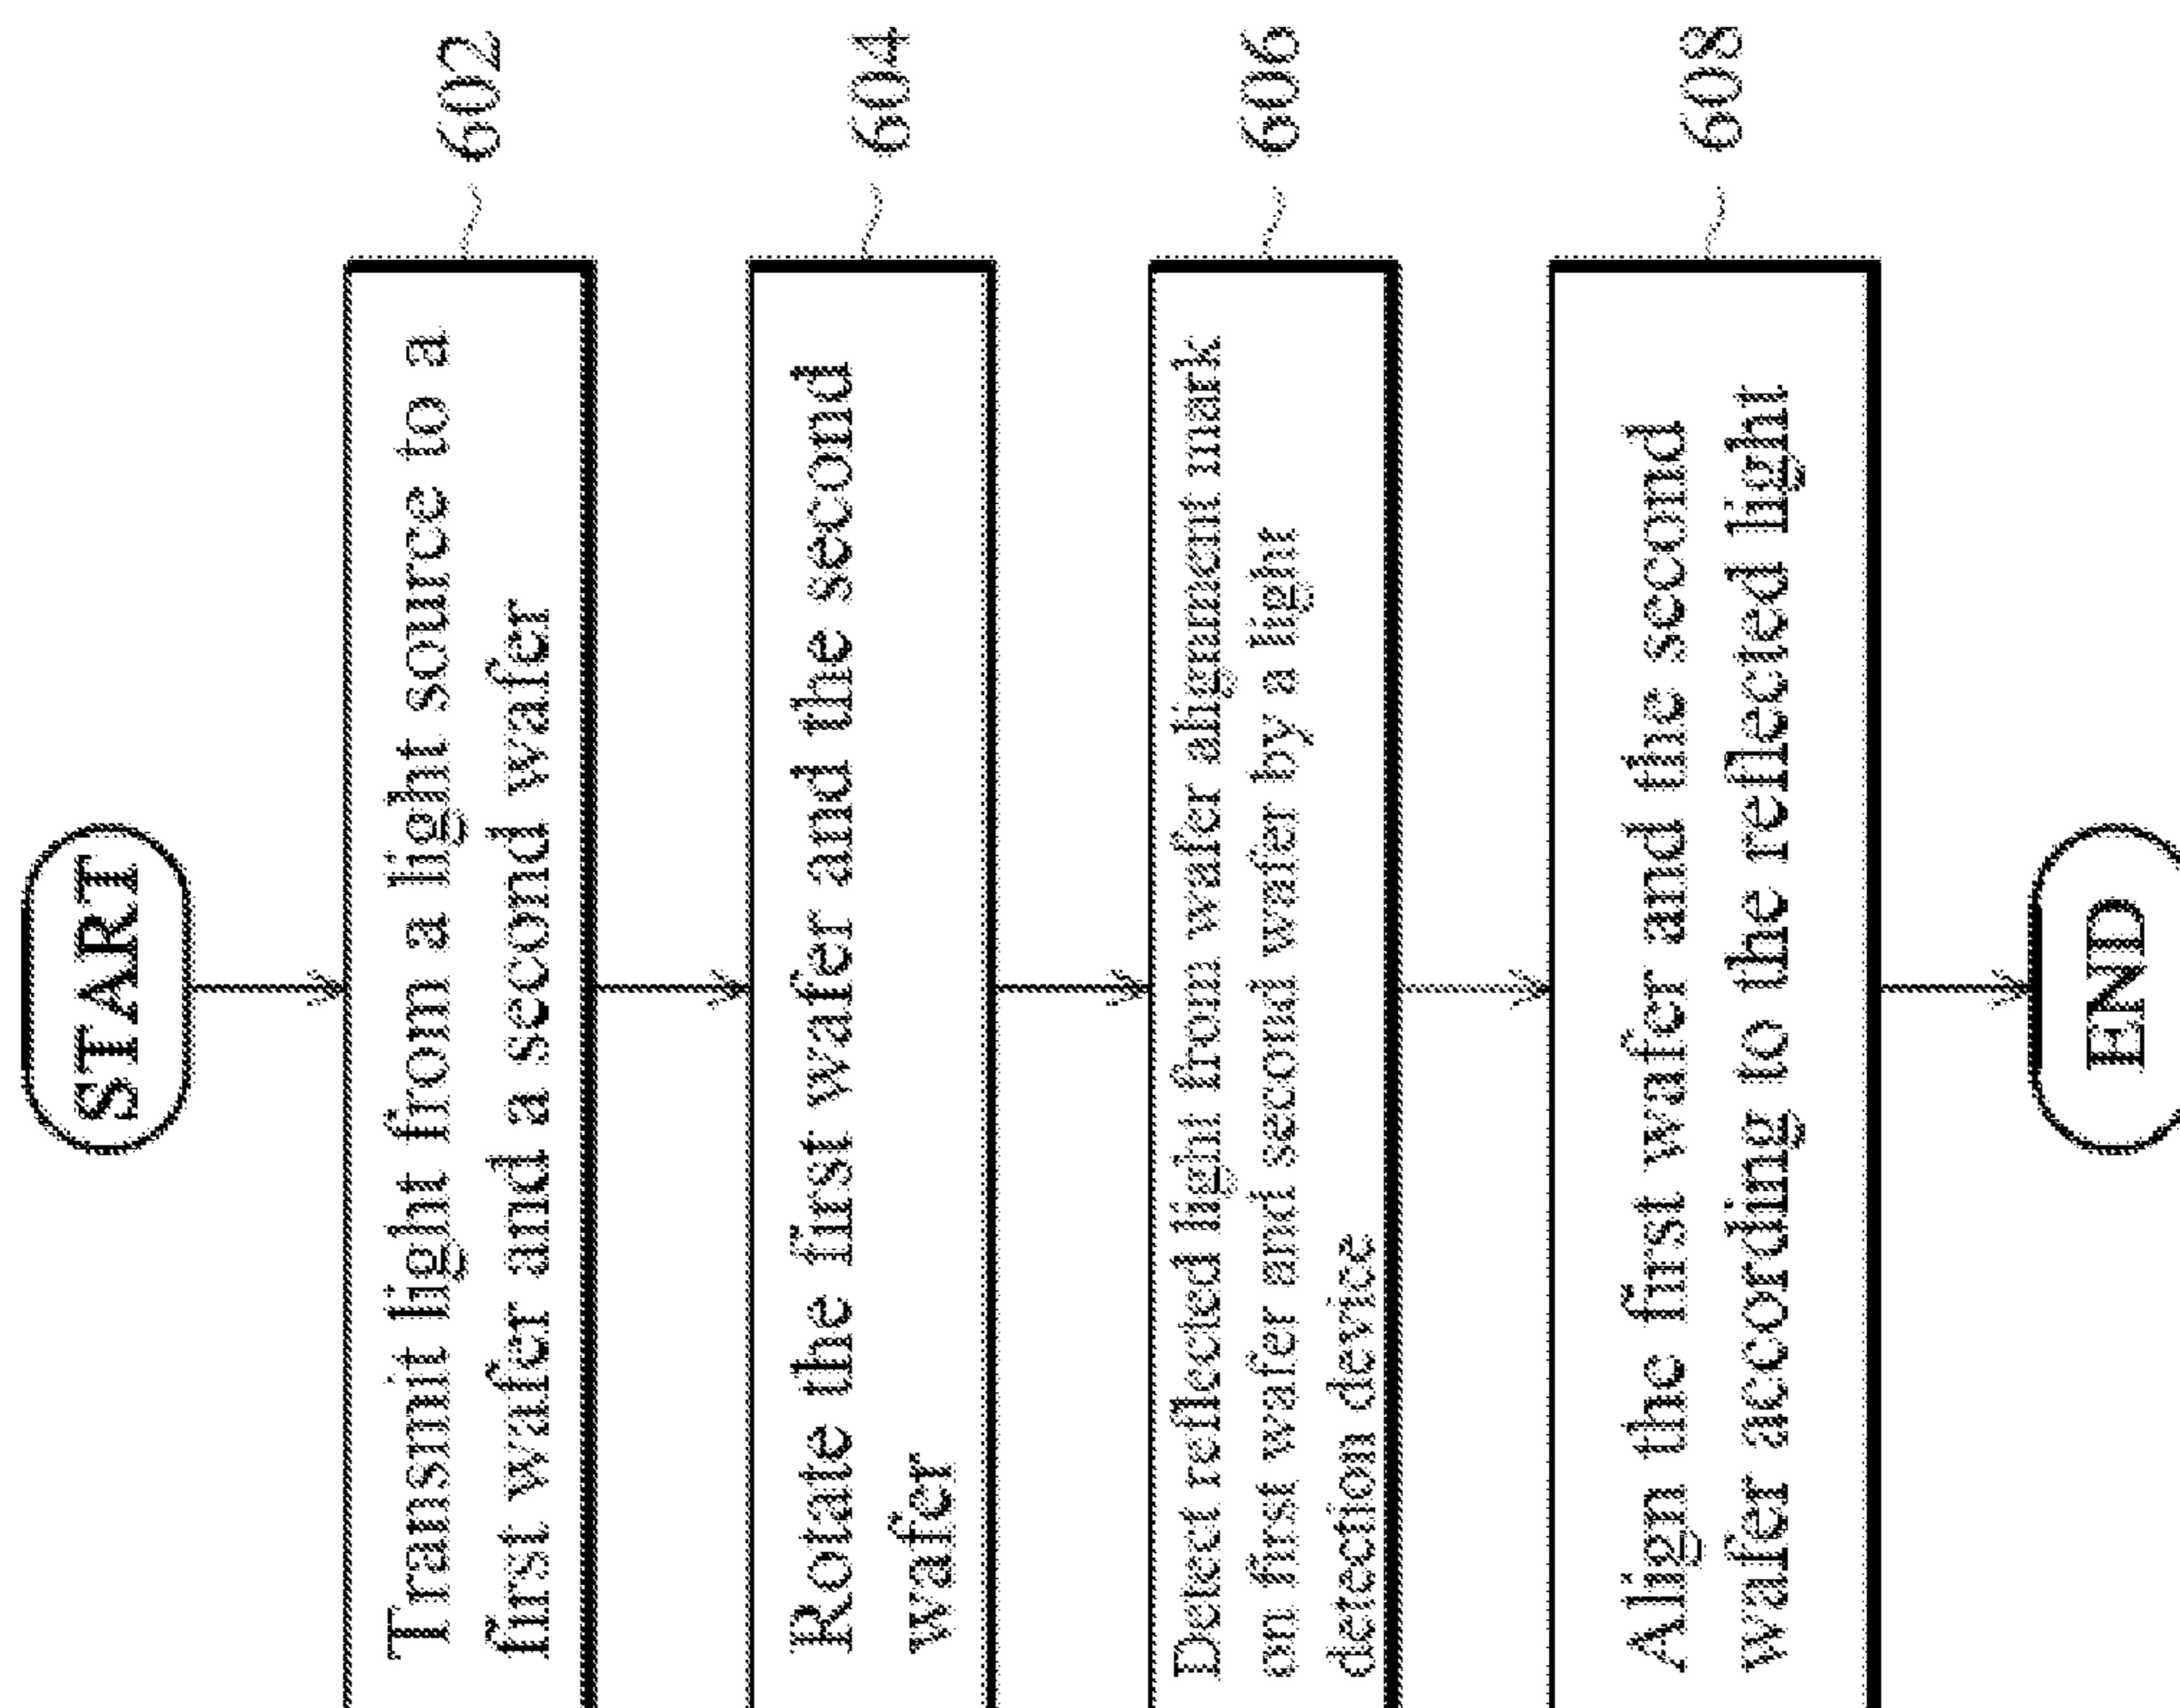 START
Transmit light from a light source to a
first wafer and a second wafer
602
Rotate the first wafer and the second
wafer
604
Detect reflected light from wafer alignment mark
on first wafer and second wafer by a light
detection device
606
Align the first wafer and the second
wafer according to the reflected light
608
END